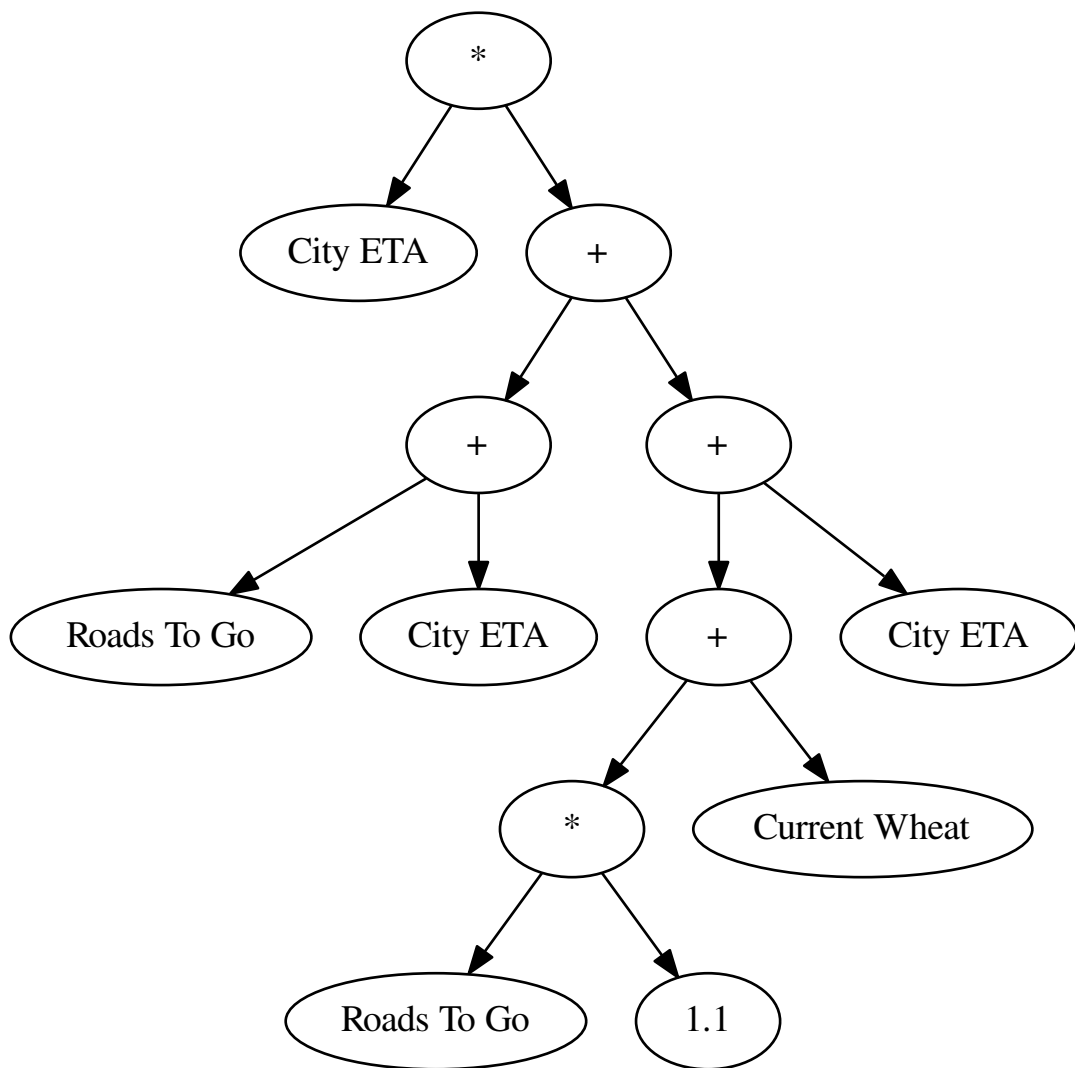 *
City ETA
+
+
+
Roads To Go
City ETA
+
City ETA
*
Current Wheat
Roads To Go
1.1